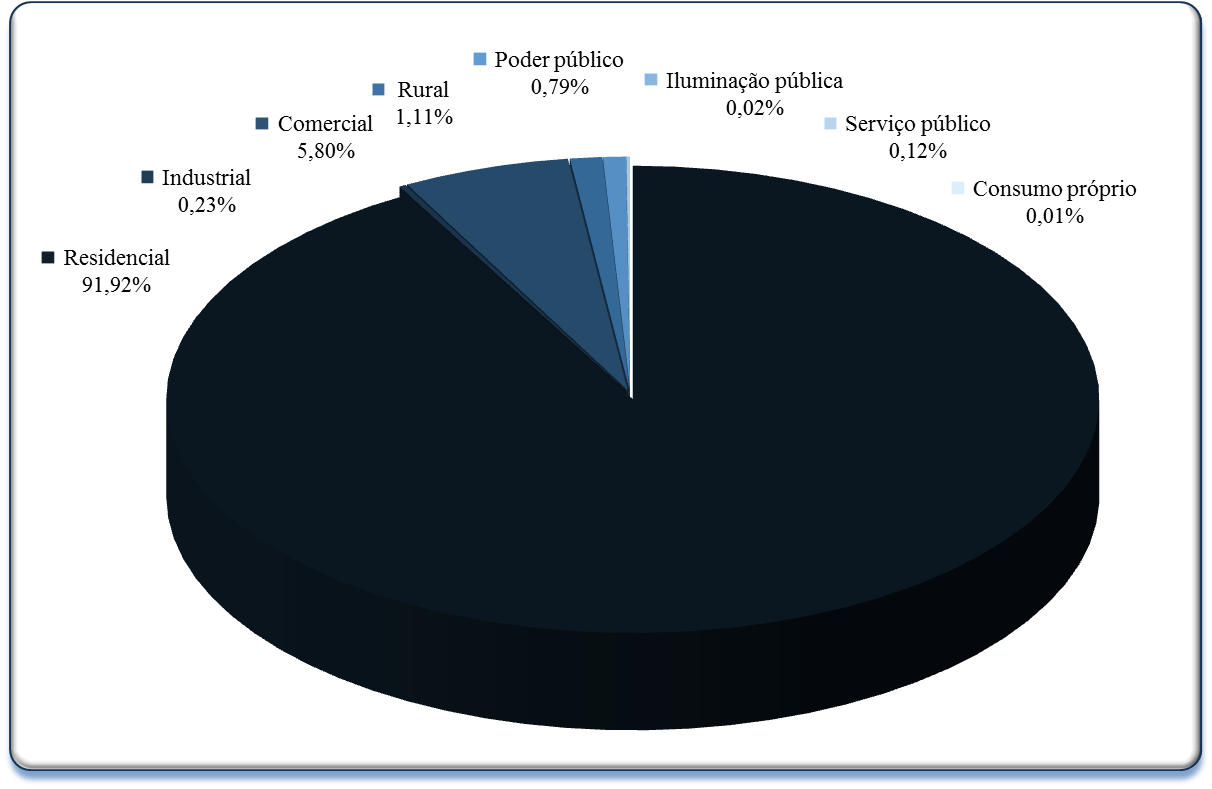 Poder público
0,79%
Iluminação pública
0,02%
Rural
1,11%
Comercial
5,80%
Serviço público
0,12%
Industrial
0,23%
Consumo próprio
0,01%
Residencial
91,92%